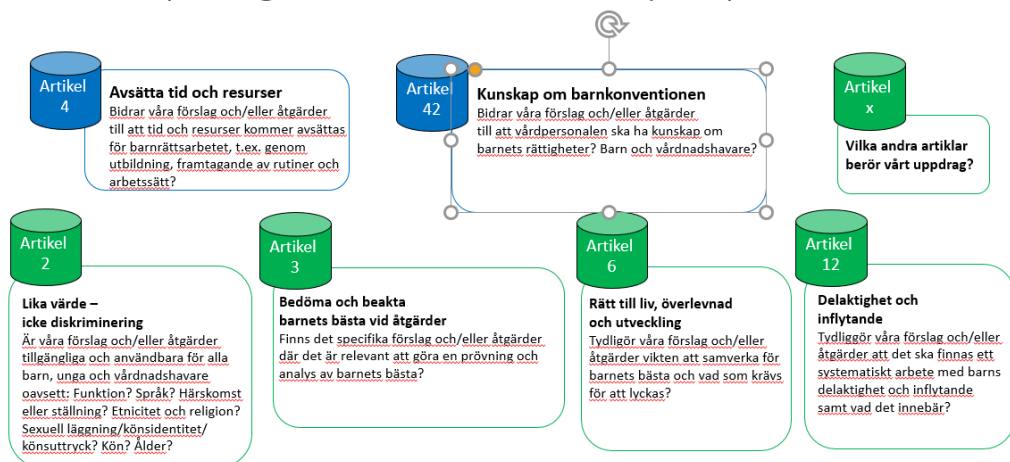 Artikel
4
Avsätta tid och resurser
Bidrar våra förslag och/eller åtgärder
till att tid och resurser kommer avsättas
för barnrättsarbetet, t.ex. genom
utbildning, framtagande av rutiner och
arbetssätt?
Artikel
42
Kunskap om barnkonventionen
Bidrar våra förslag och/eller åtgärder
till att vårdpersonalen ska ha kunskap om
barnets rättigheter? Barn och vårdnadshavare?
Artikel
x
Vilka andra artiklar
berör vårt uppdrag?
Artikel
2
Lika värde –
icke diskriminering
Är våra förslag och/eller åtgärder
tillgängliga och användbara för alla
barn, unga och vårdnadshavare
oavsett: Funktion? Språk? Härskomst
eller ställning? Etnicitet och religion?
Sexuell läggning/könsidentitet/
könsuttryck? Kön? Ålder?
Artikel
3
Bedöma och beakta
barnets bästa vid åtgärder
Finns det specifika förslag och/eller åtgärder
där det är relevant att göra en prövning och
analys av barnets bästa?
Artikel
6
Rätt till liv, överlevnad
och utveckling
Tydligör våra förslag och/eller
åtgärder vikten att samverka för
barnets bästa och vad som krävs
för att lyckas?
Artikel
12
Delaktighet och
inflytande
Tydliggör våra förslag och/eller
åtgärder att det ska finnas ett
systematiskt arbete med barns
delaktighet och inflytande
samt vad det innebär?